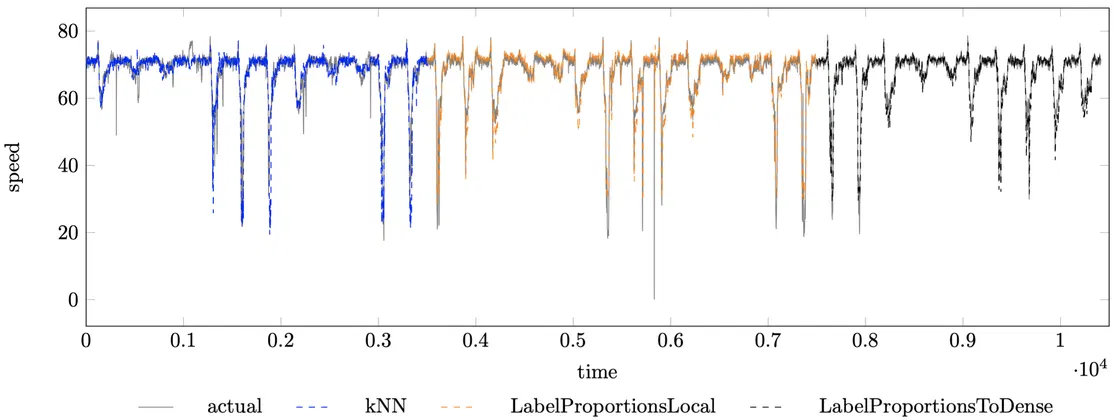 80
60
40
20
0
speed
0 0.1 0.2 0.3 0.4 0.5 0.6 0.7 0.8 0.9 1
time
·10⁴
actual kNN LabelProportionsLocal LabelProportionsToDense